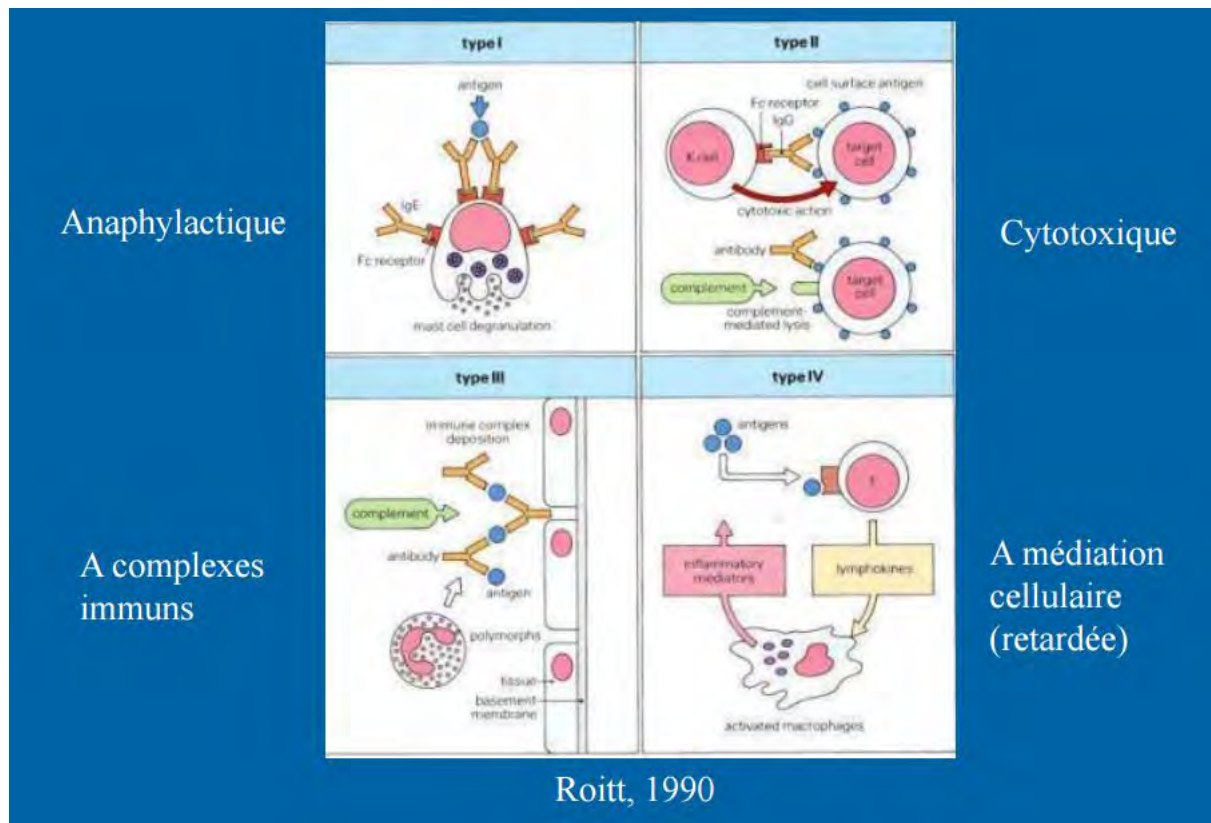 Anaphylactique
type I
antigen
IgE
Fc receptor
mast cell degranulation
type II
cell surface antigen
Fc receptor
IgG
K cell
target
cell
cytotoxic action
antibody
complement
target
cell
complement-
mediated lysis
Cytotoxique
A complexes
immuns
type III
immune complex
deposition
complement
antibody
antigen
polymorphs
tissue
basement
membrane
type IV
antigens
T
inflammatory
mediators
lymphokines
activated macrophages
A médiation
cellulaire
(retardée)
Roitt, 1990